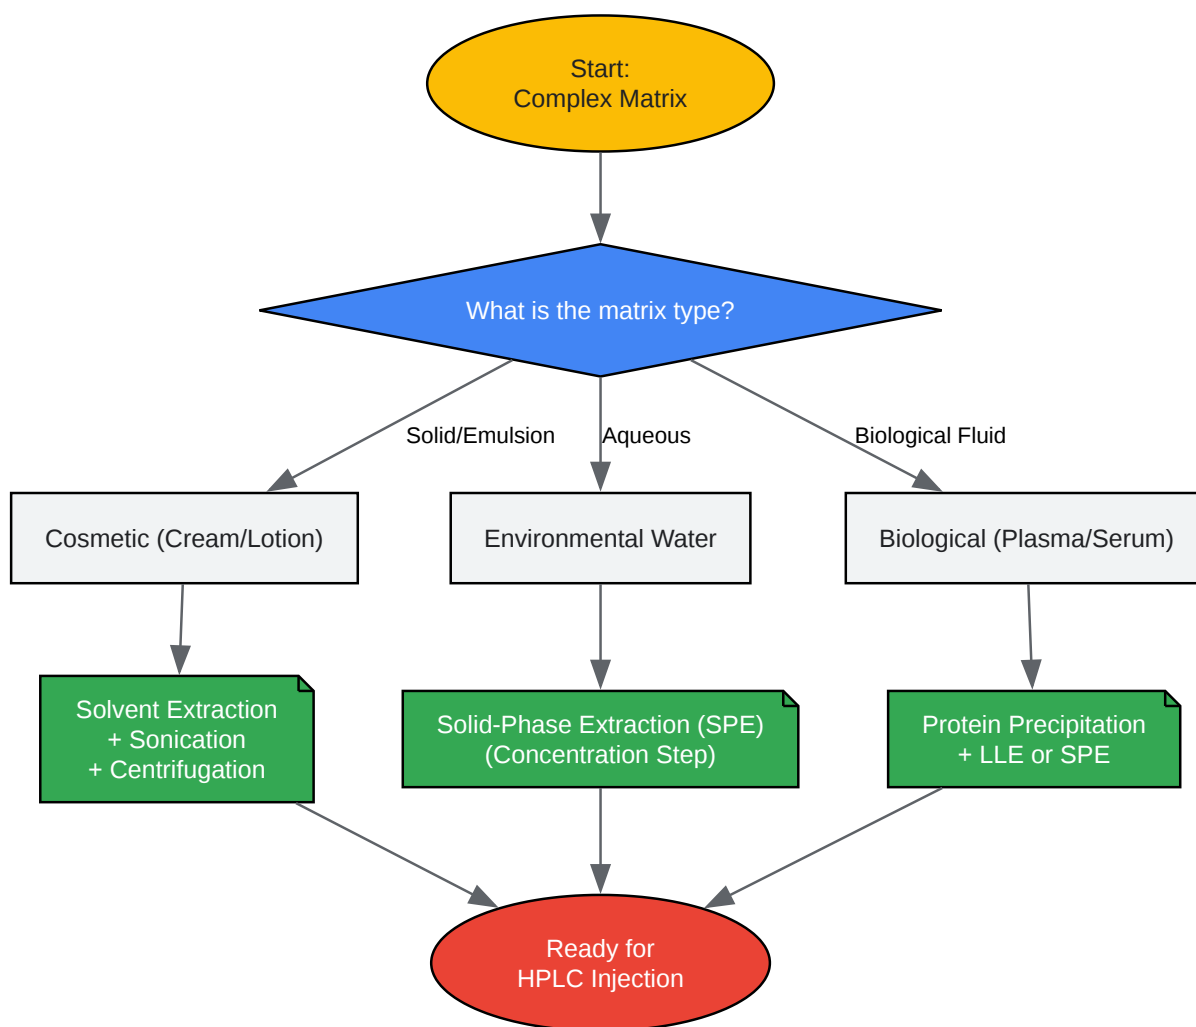 Start:
Complex Matrix
What is the matrix type?
Solid/Emulsion
Aqueous
Biological Fluid
Cosmetic (Cream/Lotion)
Environmental Water
Biological (Plasma/Serum)
Solvent Extraction
+ Sonication
+ Centrifugation
Solid-Phase Extraction (SPE)
(Concentration Step)
Protein Precipitation
+ LLE or SPE
Ready for
HPLC Injection